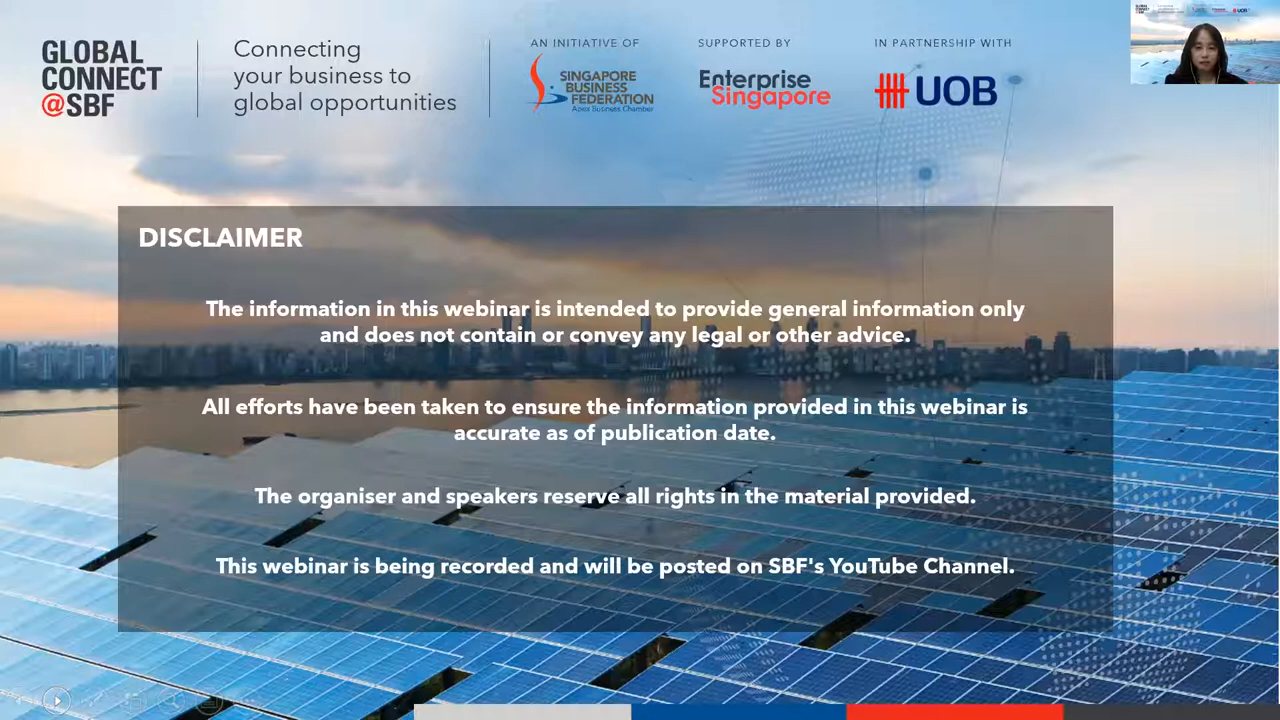 GLOBAL
CONNECT
@SBF
Connecting
your business to
global opportunities
AN INITIATIVE OF
SINGAPORE
BUSINESS
FEDERATION
Apex Business Chamber
SUPPORTED BY
Enterprise
Singapore
IN PARTNERSHIP WITH
UOB
DISCLAIMER
The information in this webinar is intended to provide general information only
and does not contain or convey any legal or other advice.
All efforts have been taken to ensure the information provided in this webinar is
accurate as of publication date.
The organiser and speakers reserve all rights in the material provided.
This webinar is being recorded and will be posted on SBF's YouTube Channel.